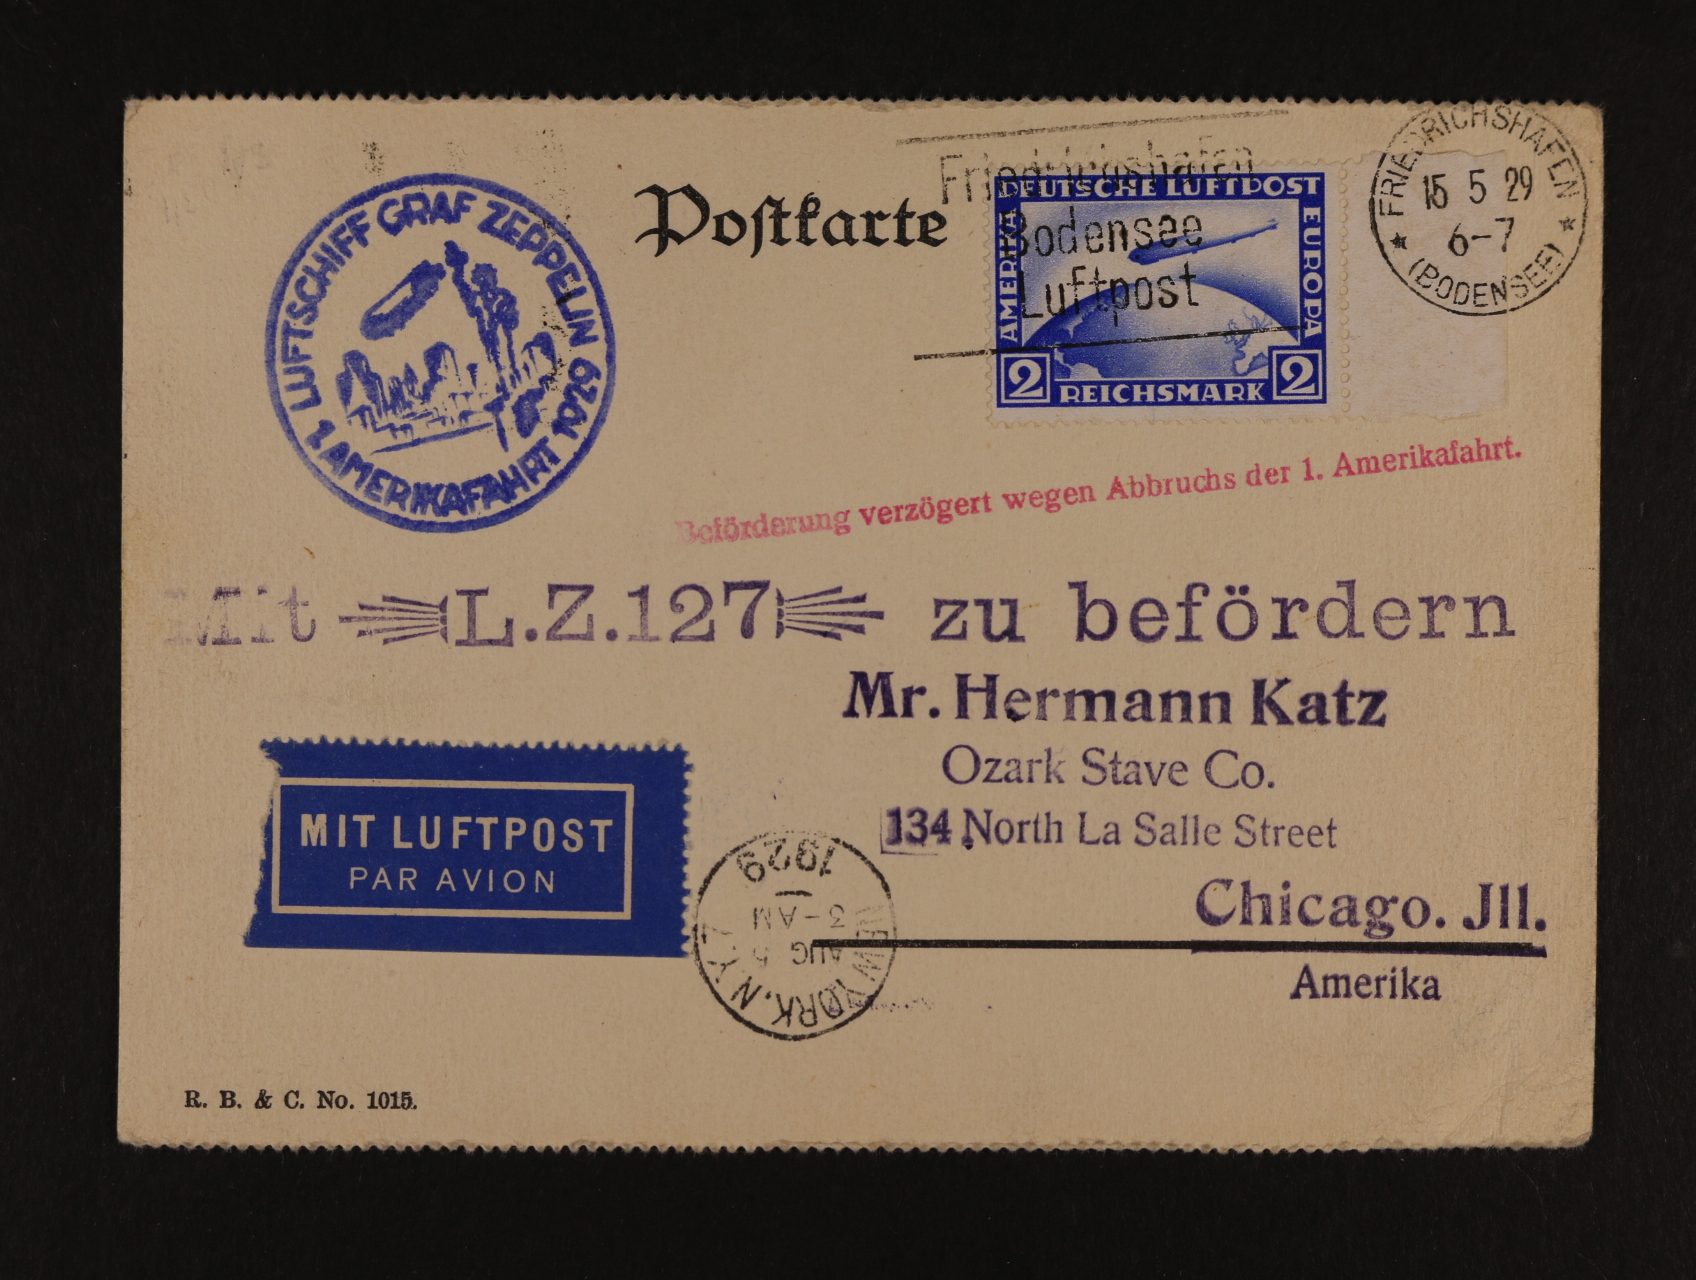 Postkarte
Friedrichshafen
Bodensee
Luftpost
DEUTSCHE LUFTPOST
AMERIKA
EUROPA
2 REICHSMARK 2
FRIEDRICHSHAFEN
15 5 29
6-7
* (BODENSEE) *
LUFTSCHIFF GRAF ZEPPELIN
1. AMERIKAFAHRT 1929
Beförderung verzögert wegen Abbruchs der 1. Amerikafahrt.
Mit L.Z.127 zu befördern
Mr. Hermann Katz
Ozark Stave Co.
134 North La Salle Street
Chicago. Jll.
Amerika
MIT LUFTPOST
PAR AVION
NEW YORK, N.Y.
AUG 5
3-AM
1929
R. B. & C. No. 1015.